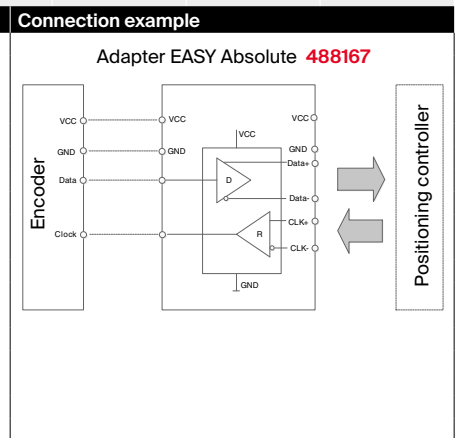 Connection example
Adapter EASY Absolute 488167
Encoder
VCC
GND
Data
Clock
VCC
GND
VCC
D
R
GND
VCC
GND
Data+
Data-
CLK+
CLK-
Positioning controller